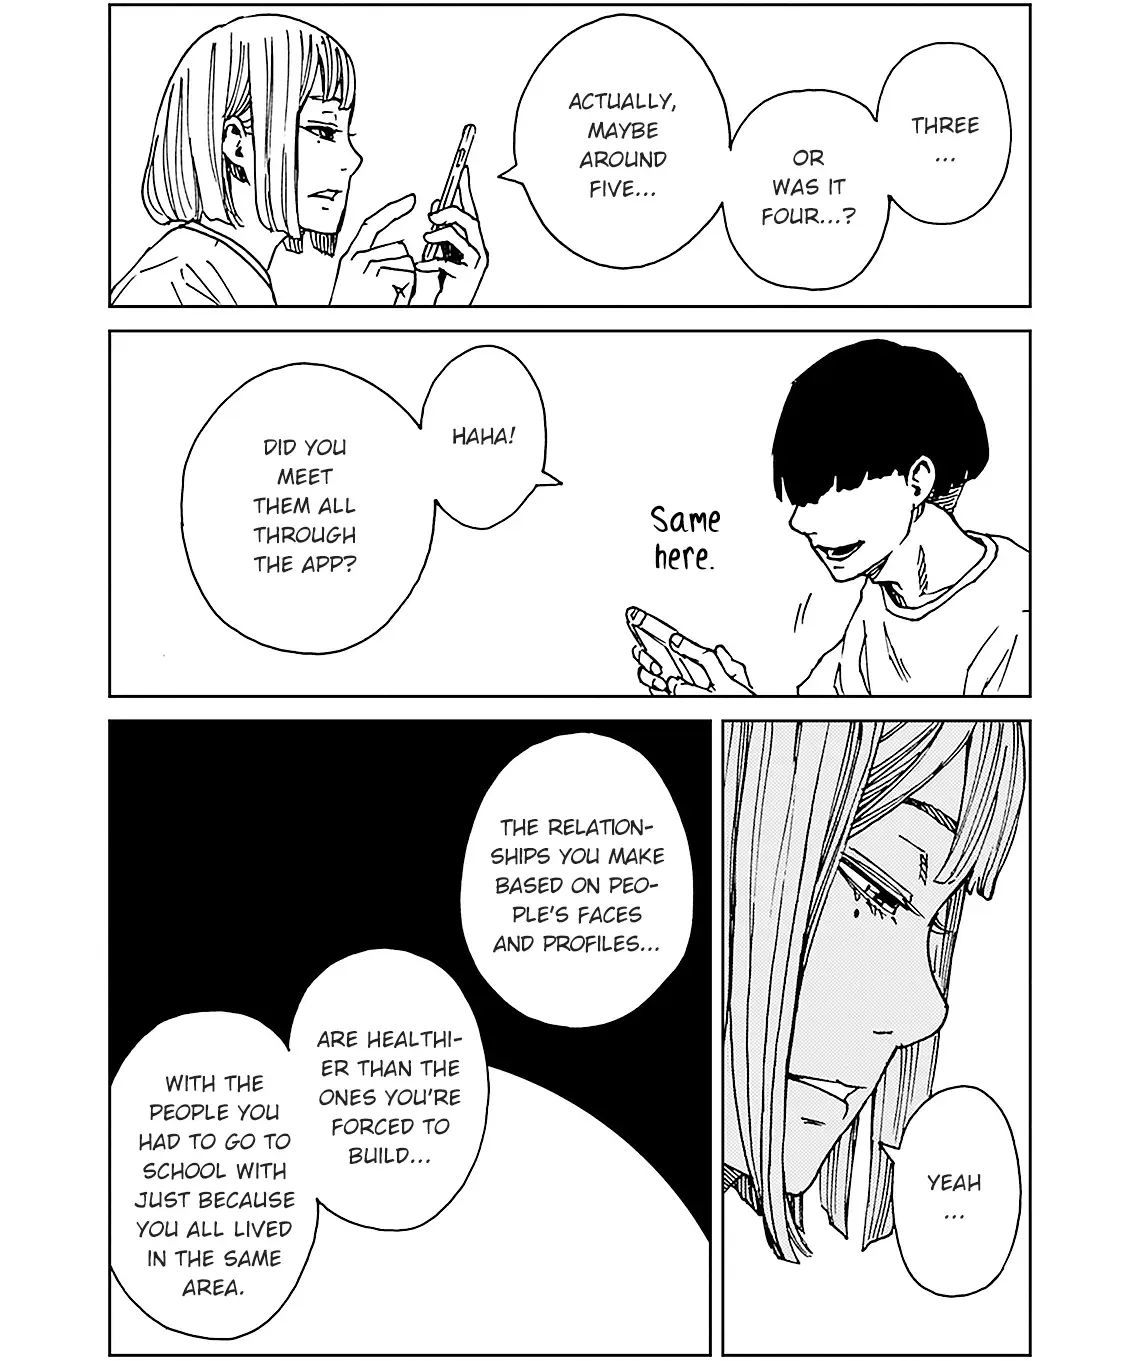 THREE
...
OR
WAS IT
FOUR...?
ACTUALLY,
MAYBE
AROUND
FIVE...
Same
here.
HAHA!
DID YOU
MEET
THEM ALL
THROUGH
THE APP?
YEAH
...
THE RELATION-
SHIPS YOU MAKE
BASED ON PEO-
PLE'S FACES
AND PROFILES...
ARE HEALTHI-
ER THAN THE
ONES YOU'RE
FORCED TO
BUILD...
WITH THE
PEOPLE YOU
HAD TO GO TO
SCHOOL WITH
JUST BECAUSE
YOU ALL LIVED
IN THE SAME
AREA.